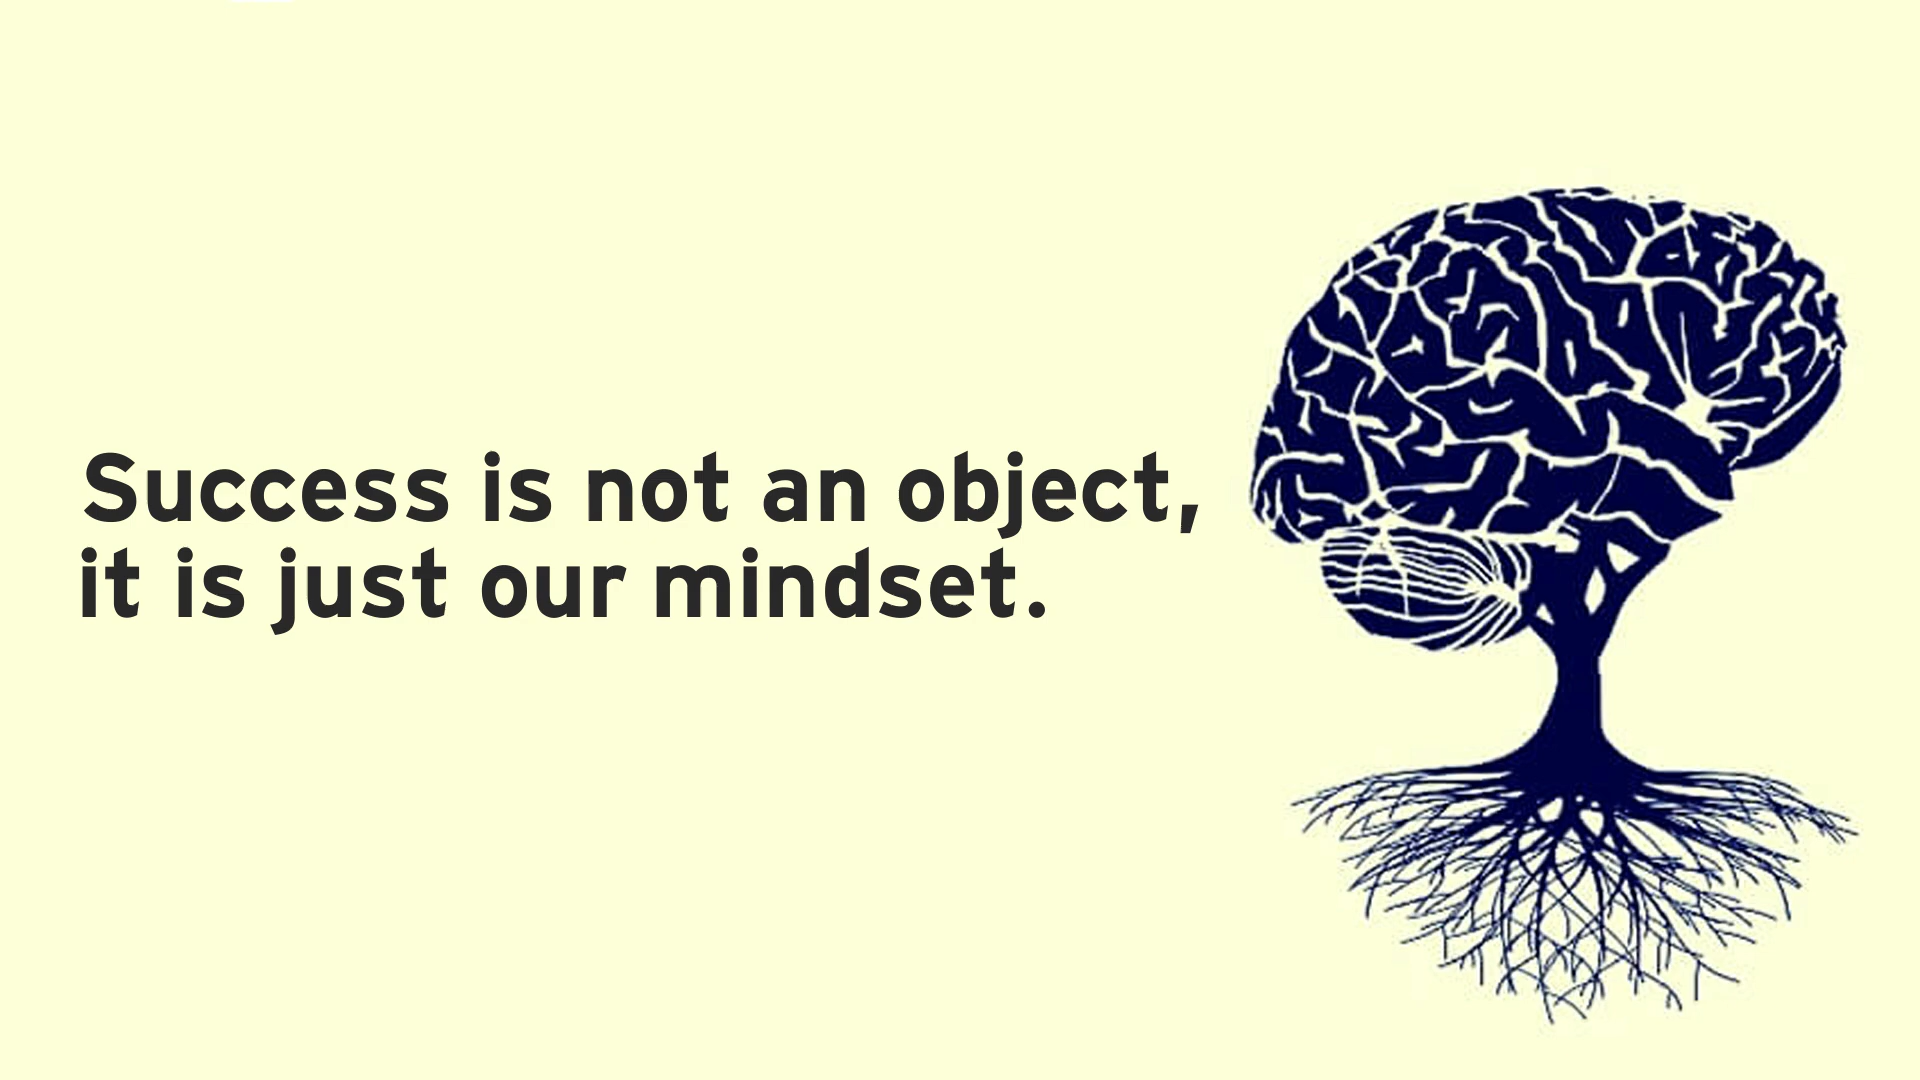 Success is not an object,
it is just our mindset.